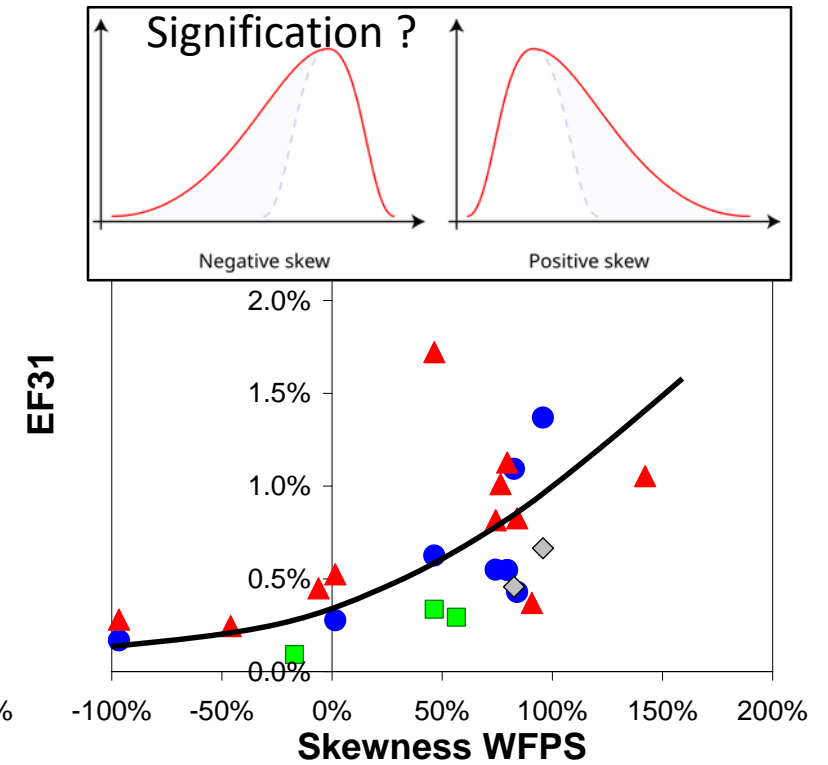 Signification ?
Negative skew
Positive skew
2.0%
1.5%
1.0%
0.5%
0.0%
EF31
%
-100%
-50%
0%
50%
100%
150%
200%
Skewness WFPS